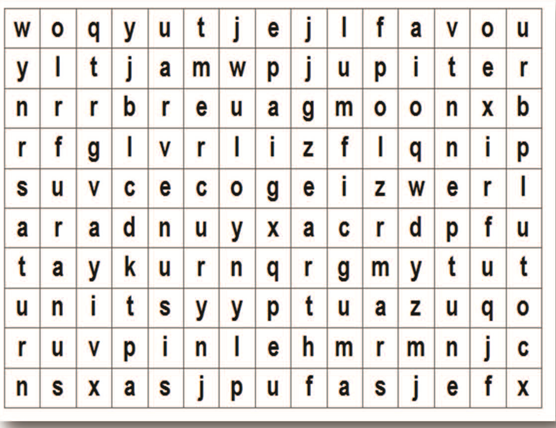 w o q y u t j e j l f a v o u
y l t j a m w p j u p i t e r
n r r b r e u a g m o o n x b
r f g l v r l i z f l q n i p
s u v c e c o g e i z w e r l
a r a d n u y x a c r d p f u
t a y k u r n q r g m y t u t
u n i t s y y p t u a z u q o
r u v p i n l e h m r m n j c
n s x a s j p u f a s j e f x